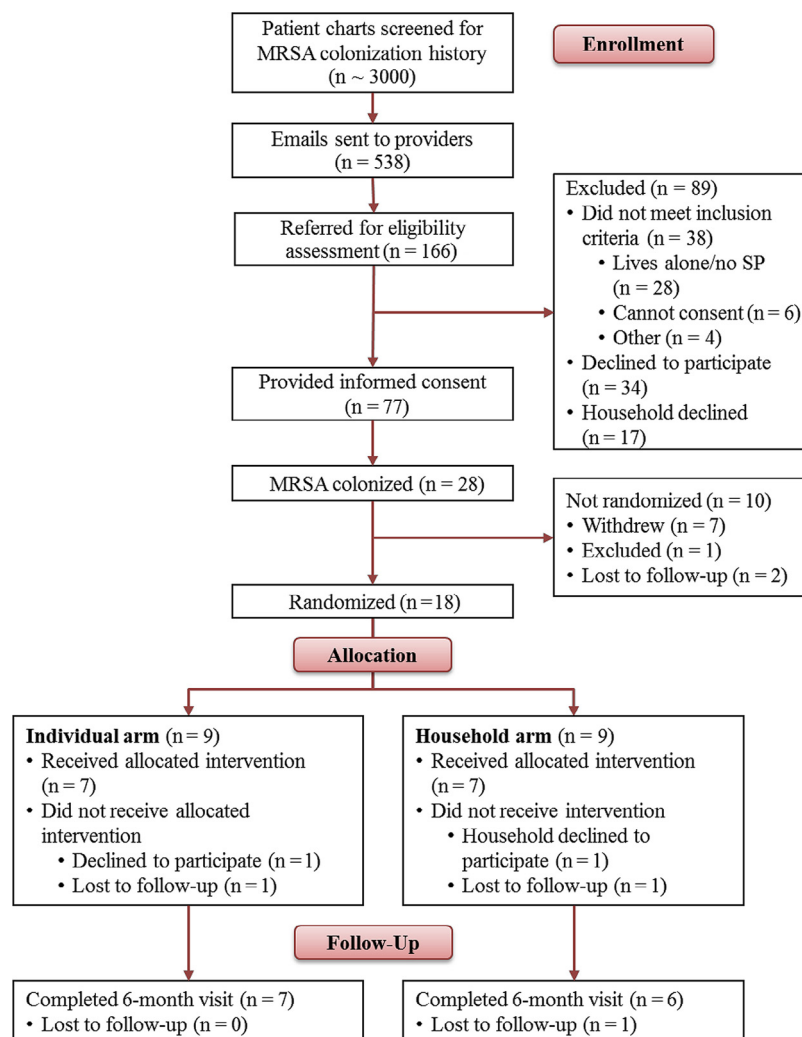 Patient charts screened for
MRSA colonization history
(n ~ 3000)
Enrollment
Emails sent to providers
(n = 538)
Referred for eligibility
assessment (n = 166)
Excluded (n = 89)
• Did not meet inclusion
criteria (n = 38)
• Lives alone/no SP
(n = 28)
• Cannot consent (n = 6)
• Other (n = 4)
• Declined to participate
(n = 34)
• Household declined
(n = 17)
Provided informed consent
(n = 77)
MRSA colonized (n = 28)
Not randomized (n = 10)
• Withdrew (n = 7)
• Excluded (n = 1)
• Lost to follow-up (n = 2)
Randomized (n = 18)
Allocation
Individual arm (n = 9)
• Received allocated intervention
(n = 7)
• Did not receive allocated
intervention
• Declined to participate (n = 1)
• Lost to follow-up (n = 1)
Household arm (n = 9)
• Received allocated intervention
(n = 7)
• Did not receive intervention
• Household declined to
participate (n = 1)
• Lost to follow-up (n = 1)
Follow-Up
Completed 6-month visit (n = 7)
• Lost to follow-up (n = 0)
Completed 6-month visit (n = 6)
• Lost to follow-up (n = 1)